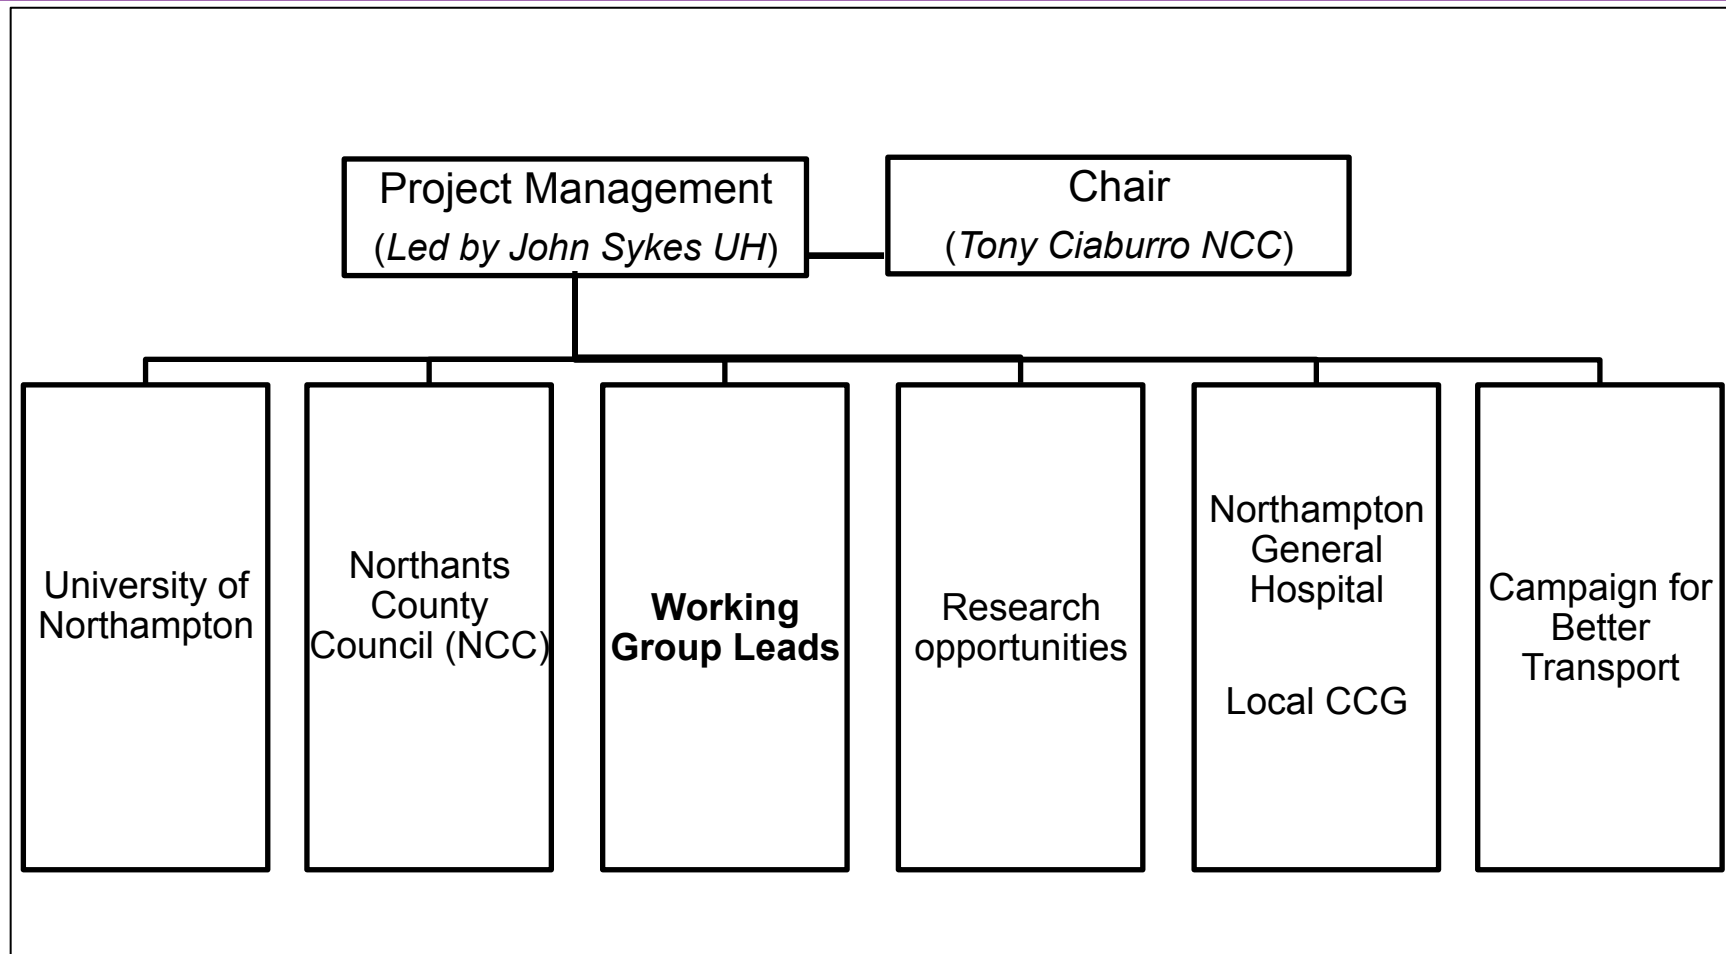 Project Management
(Led by John Sykes UH)
Chair
(Tony Ciaburro NCC)
University of
Northampton
Northants
County
Council (NCC)
Working
Group Leads
Research
opportunities
Northampton
General
Hospital
Local CCG
Campaign for
Better
Transport